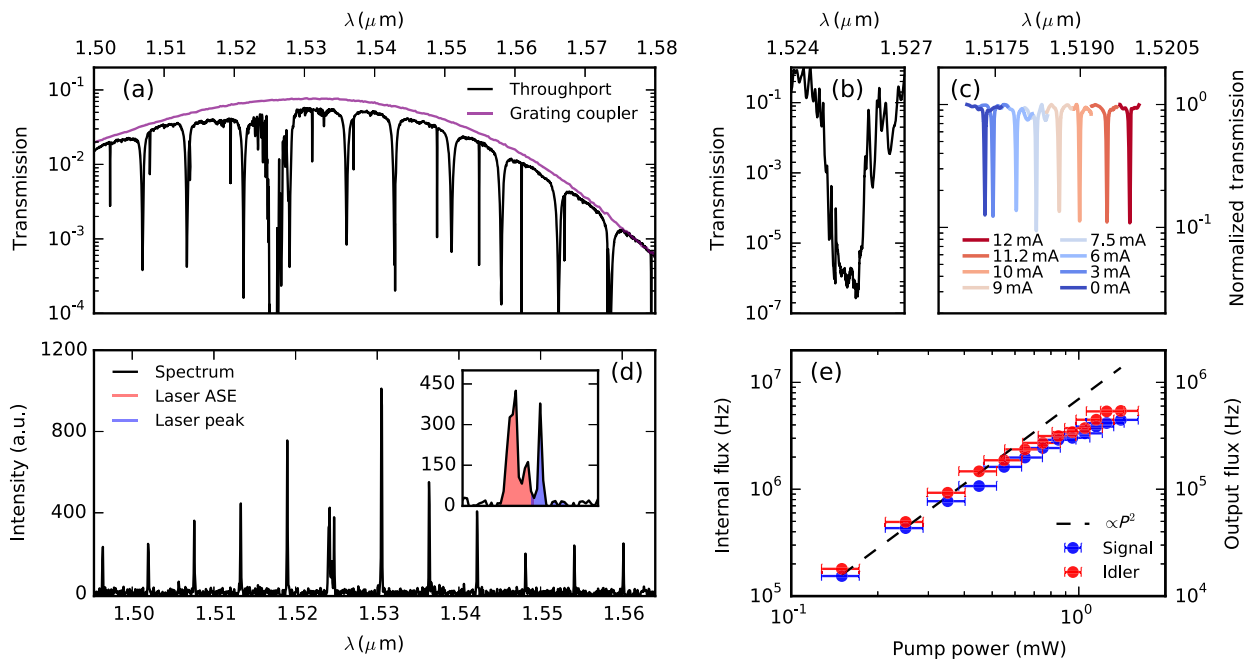 λ (μm)
1.50 1.51 1.52 1.53 1.54 1.55 1.56 1.57 1.58
10⁻¹
10⁻²
10⁻³
10⁻⁴
Transmission
(a)
Throughport
Grating coupler
λ (μm)
1.524 1.527
10⁻¹
10⁻²
10⁻³
10⁻⁴
10⁻⁵
10⁻⁶
10⁻⁷
Transmission
(b)
λ (μm)
1.5175 1.5190 1.5205
(c)
10⁰
10⁻¹
Normalized transmission
12 mA 7.5 mA
11.2 mA 6 mA
10 mA 3 mA
9 mA 0 mA
1200
800
400
0
Intensity (a.u.)
Spectrum
Laser ASE
Laser peak
(d)
450
300
150
0
1.50 1.51 1.52 1.53 1.54 1.55 1.56
λ (μm)
(e)
10⁷
10⁶
10⁵
Internal flux (Hz)
10⁶
10⁵
10⁴
Output flux (Hz)
∝P²
Signal
Idler
10⁻¹ 10⁰
Pump power (mW)